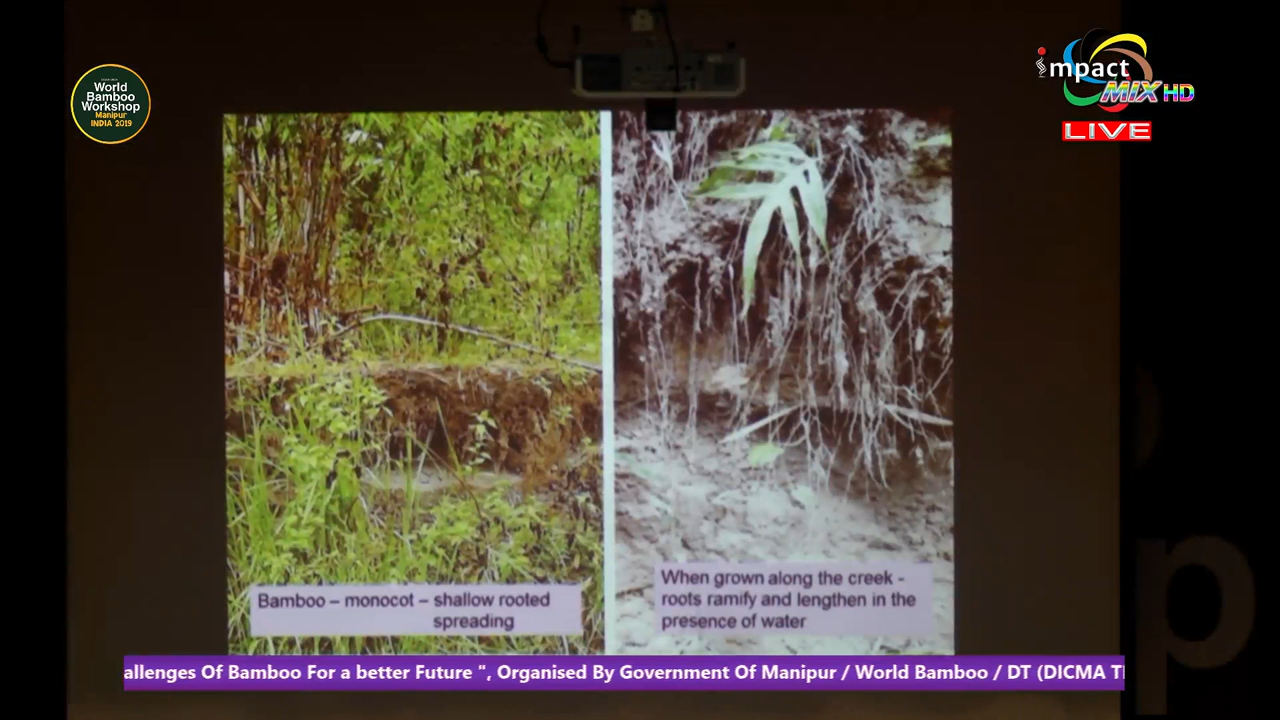 World
Bamboo
Workshop
Manipur
INDIA 2019
impact
MIX HD
LIVE
Bamboo – monocot – shallow rooted
spreading
When grown along the creek -
roots ramify and lengthen in the
presence of water
allenges Of Bamboo For a better Future ", Organised By Government Of Manipur / World Bamboo / DT (DICMA T
p